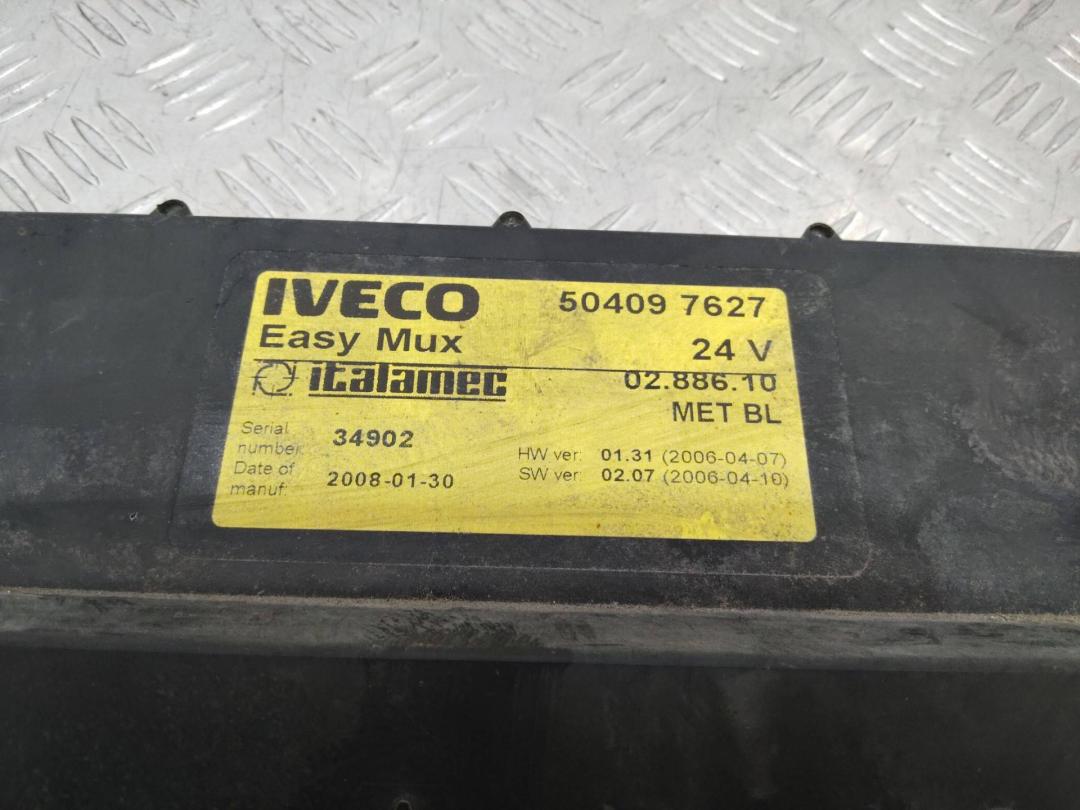 IVECO 50409 7627
Easy Mux 24 V
italamec 02.886.10
MET BL
Serial number: 34902
HW ver: 01.31 (2006-04-07)
Date of manuf: 2008-01-30
SW ver: 02.07 (2006-04-10)